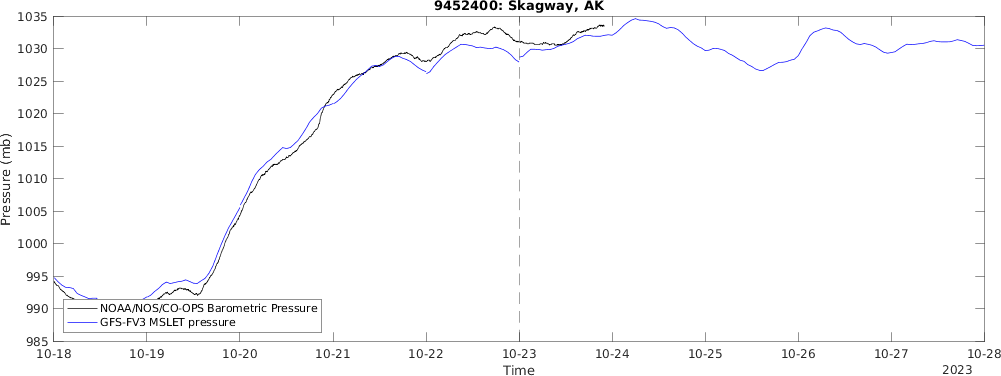 9452400: Skagway, AK
1035
1030
1025
1020
1015
1010
1005
1000
995
990
985
Pressure (mb)
NOAA/NOS/CO-OPS Barometric Pressure
GFS-FV3 MSLET pressure
10-18 10-19 10-20 10-21 10-22 10-23 10-24 10-25 10-26 10-27 10-28
Time
2023